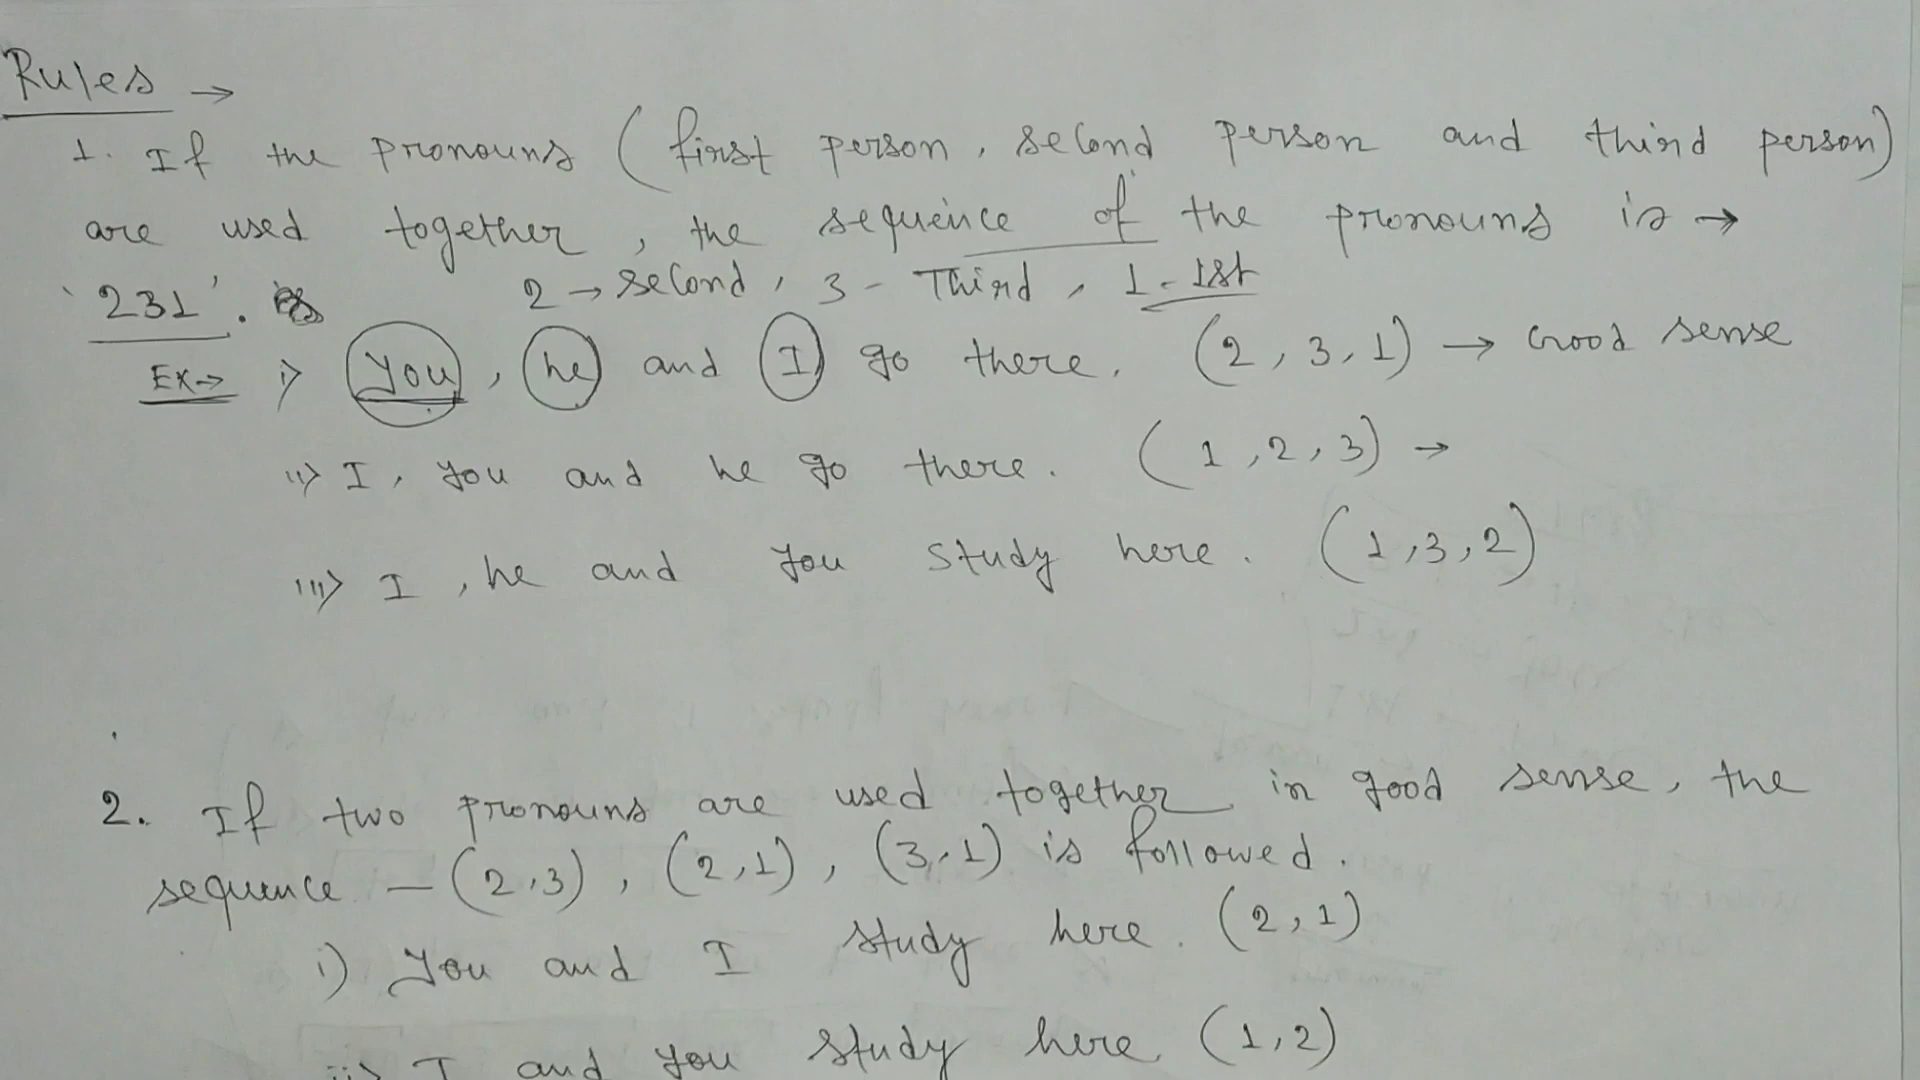 Rules →
1. If the pronouns (first person, second person and third person)
are used together, the sequence of the pronouns is →
'231'. 2 → second, 3 - Third, 1 - 1st
Ex→ i) You, he and I go there. (2, 3, 1) → Good sense
ii) I, you and he go there. (1, 2, 3) →
iii) I, he and you study here. (1, 3, 2)
2. If two pronouns are used together in good sense, the
sequence — (2,3), (2,1), (3,1) is followed.
i) You and I study here. (2, 1)
ii) I and you study here. (1, 2)